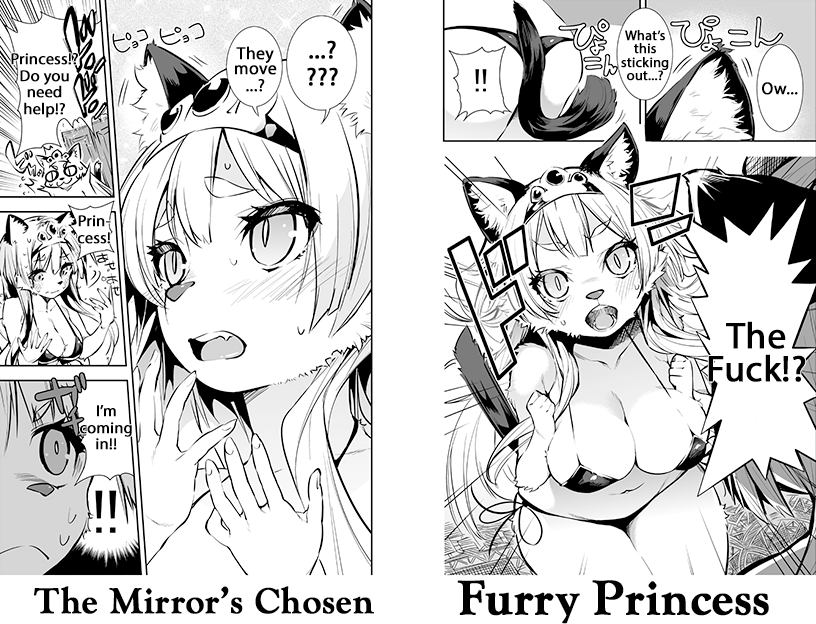 ...?
???
They
move
...?
ピョコ ピョコ
Princess!?
Do you
need
help!?
Prin-
cess!
I'm
coming
in!!
!!
Ow...
ぴょこん
What's
this
sticking
out...?
ぴょこん
!!
The
Fuck!?
The Mirror's Chosen
Furry Princess